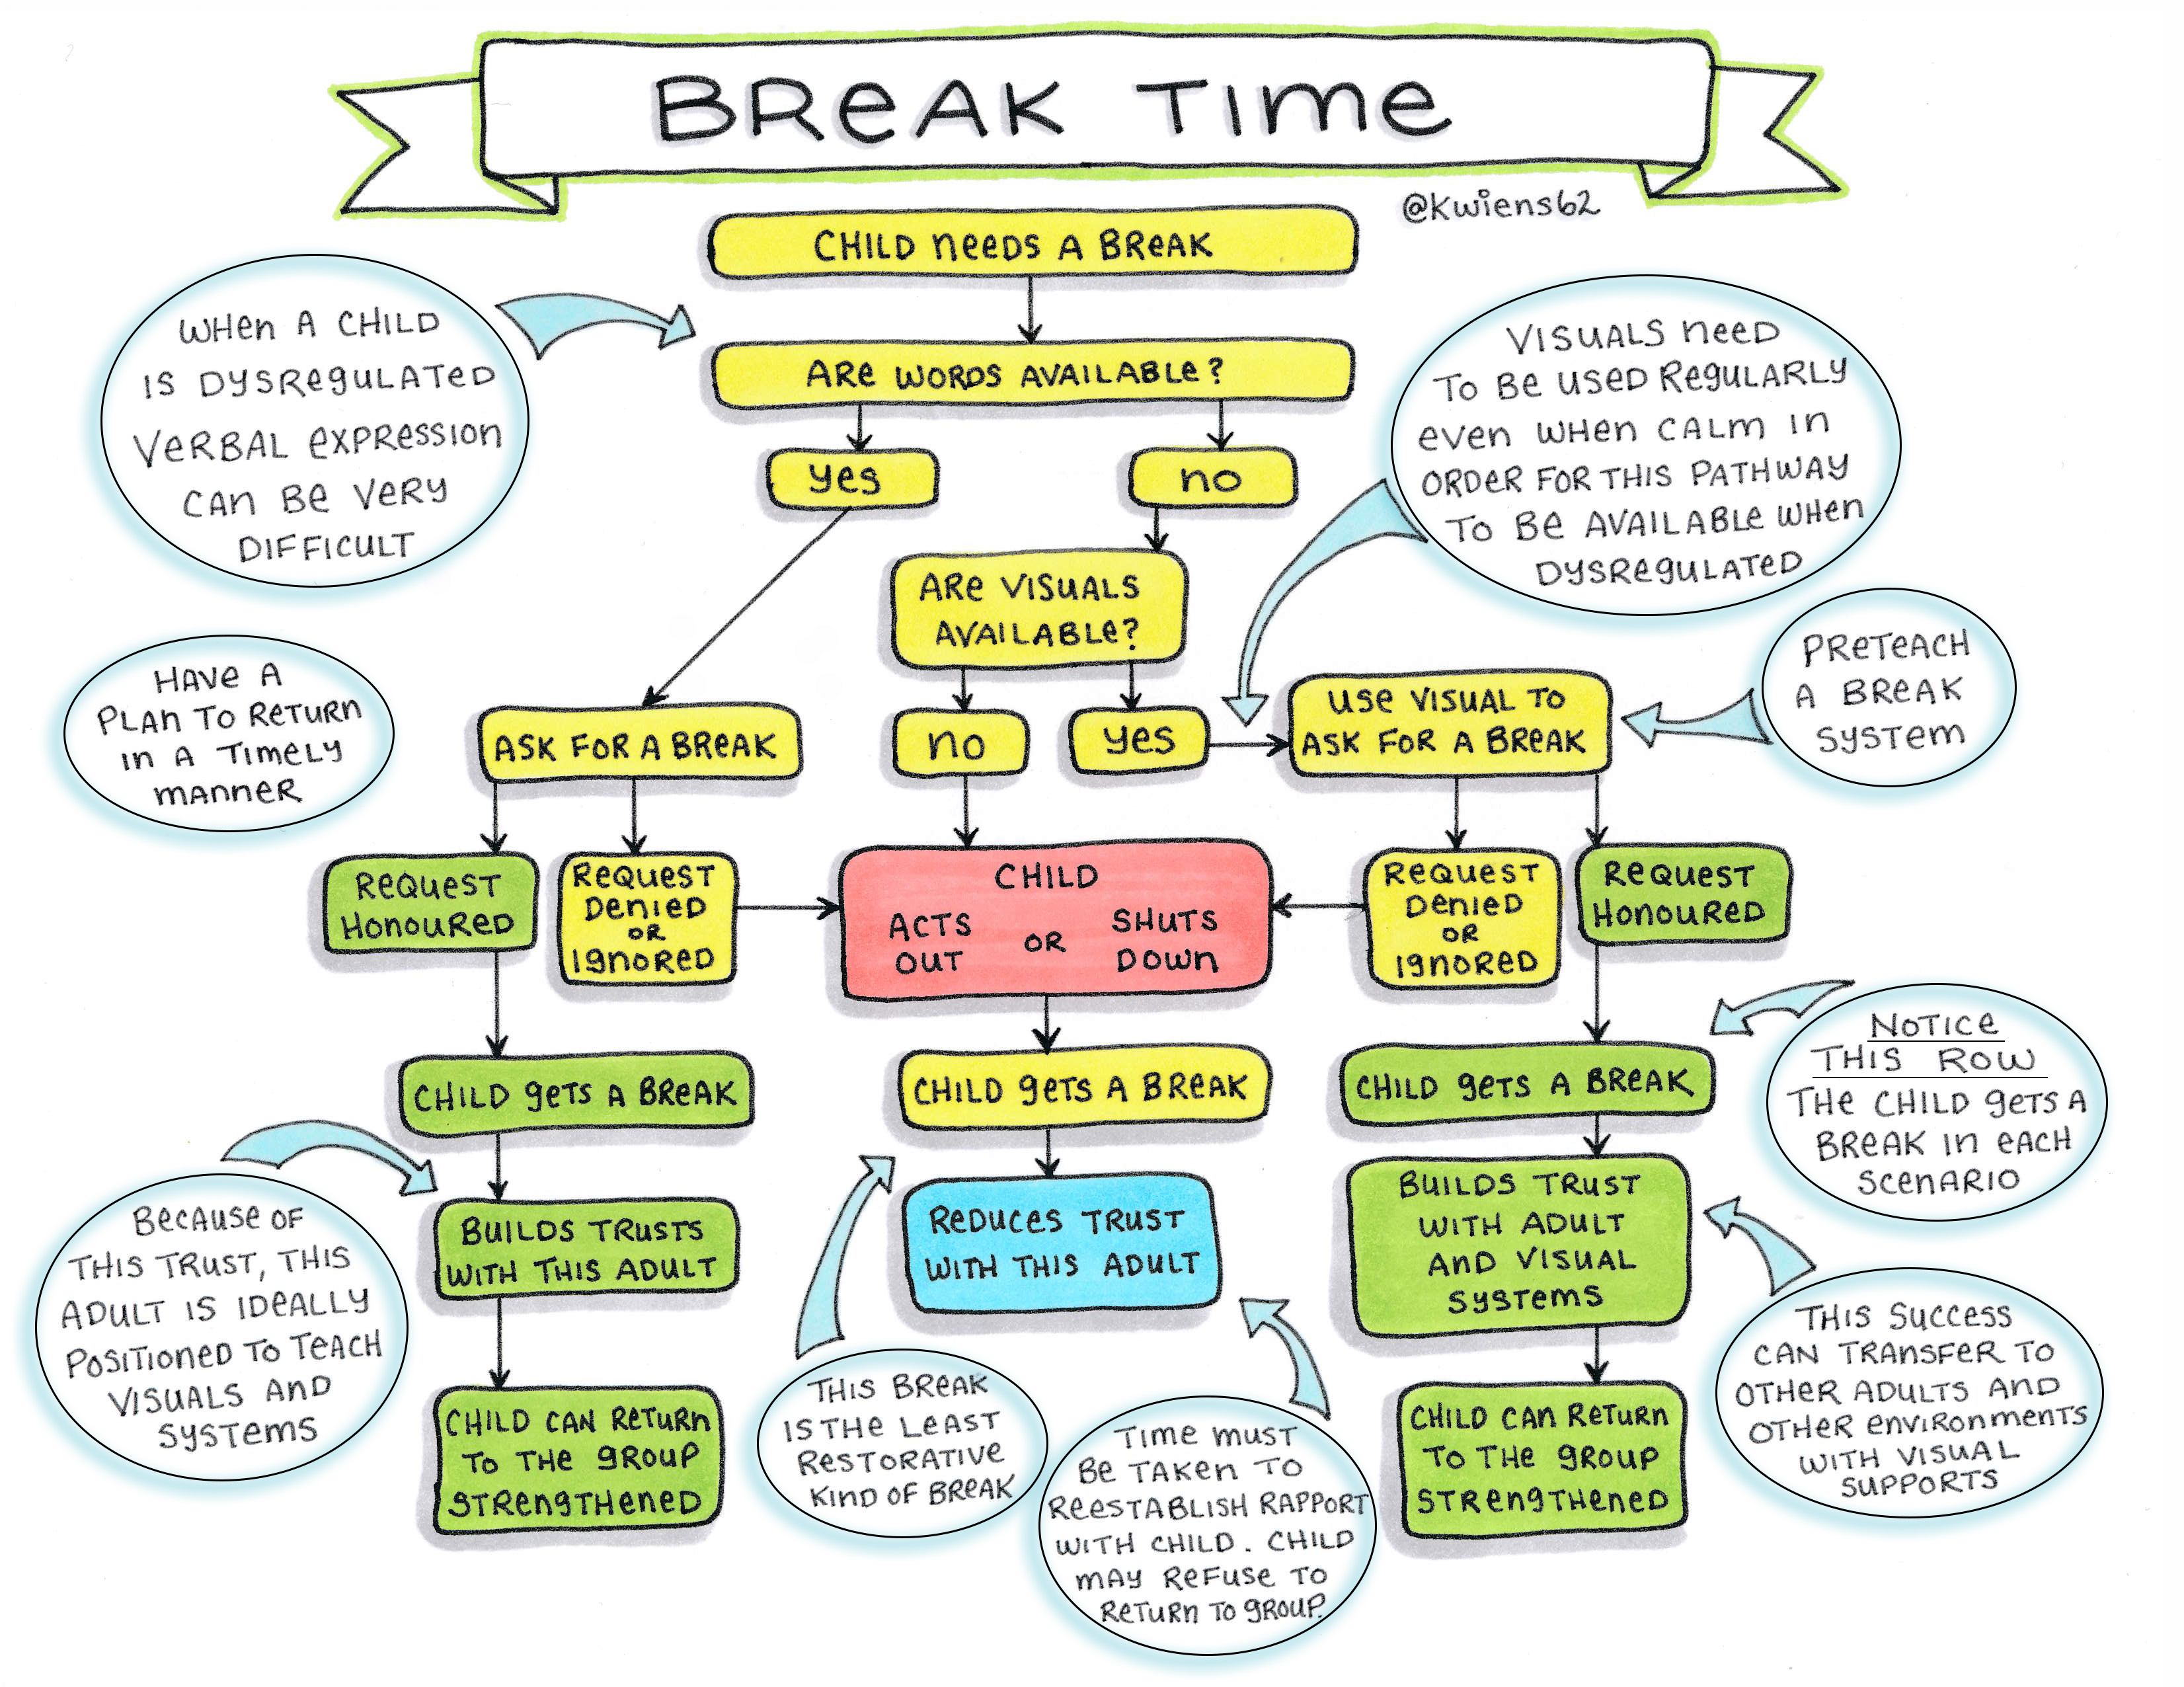 BReAK TIme
@Kwiens62
CHILD neeDS A BReAK
WHen A CHILD
IS DYSReguLATeD
VeRBAL exPRessION
CAn Be VeRy
DIFFICULT
ARe WORDS AVAILABLe?
yes
no
VISUALS neeD
To Be useD RegULARLY
even WHen CALM In
ORDeR FOR THIS PATHWAY
To Be AVAILABLe WHen
DYSRegULATeD
ARe VISUALS
AVAILABLe?
no
yes
PReTeACH
A BReAK
SySTem
HAVe A
PLAn To ReTURn
In A TImeLy
mAnneR
ASK FOR A BReAK
Use VISUAL TO
ASK FOR A BReAK
ReQuesT
HonouReD
ReQuesT
DenieD
OR
IgnoReD
CHILD
ACTS
OUT
OR
SHUTS
DOWn
ReQuesT
DenieD
OR
IgnoReD
ReQuesT
HonouReD
CHILD geTS A BReAK
CHILD geTS A BReAK
CHILD geTS A BReAK
NOTICe
THIS ROW
THe CHILD geTS A
BReAK In eACH
SCenARIO
BeCAuse OF
THIS TRUST, THIS
ADULT IS IDeALLy
POSITIONeD TO TeACH
VISUALS AnD
SySTemS
BUILDS TRUSTS
WITH THIS ADULT
ReDuCes TRUST
WITH THIS ADULT
BUILDS TRUST
WITH ADULT
AnD VISUAL
SySTemS
THIS SuCCess
CAN TRAnSFeR TO
OTHeR ADULTS AnD
OTHeR enVIROnmenTS
WITH VISUAL
SUPPORTS
CHILD CAn ReTURn
TO THe gROUP
STRengTHeneD
THIS BReAK
IS THe LeAST
ResTORATIVe
KInD OF BReAK
TIme musT
Be TAKen TO
ReesTABLISH RAPPORT
WITH CHILD. CHILD
mAy ReFuse TO
ReTURn TO gROUP.
CHILD CAn ReTURn
TO THe gROUP
STRengTHeneD